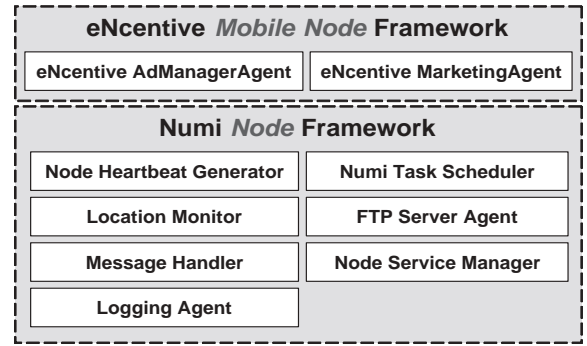 eNcentive Mobile Node Framework
eNcentive AdManagerAgent
eNcentive MarketingAgent
Numi Node Framework
Node Heartbeat Generator
Numi Task Scheduler
Location Monitor
FTP Server Agent
Message Handler
Node Service Manager
Logging Agent